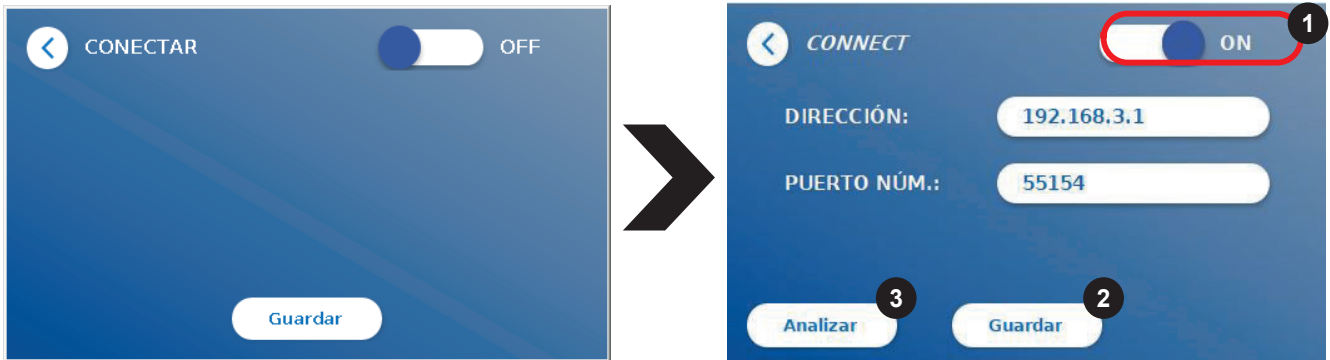 CONECTAR OFF
Guardar
CONNECT ON 1
DIRECCIÓN: 192.168.3.1
PUERTO NÚM.: 55154
3 2
Analizar Guardar